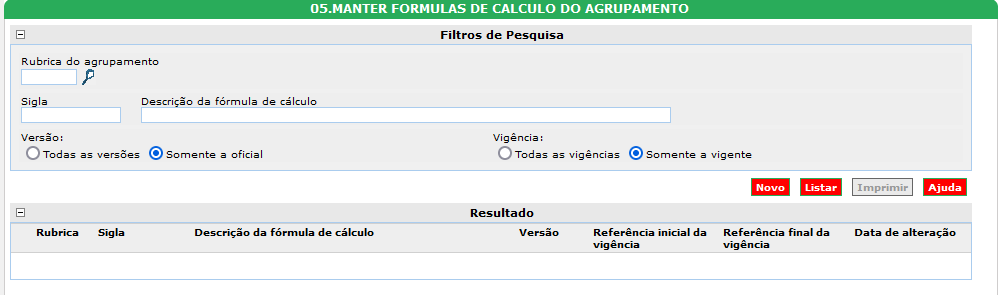 05.MANTER FORMULAS DE CALCULO DO AGRUPAMENTO
Filtros de Pesquisa
Rubrica do agrupamento
Sigla Descrição da fórmula de cálculo
Versão: Vigência:
Todas as versões Somente a oficial Todas as vigências Somente a vigente
Novo Listar Imprimir Ajuda
Resultado
Rubrica Sigla Descrição da fórmula de cálculo Versão Referência inicial da vigência Referência final da vigência Data de alteração